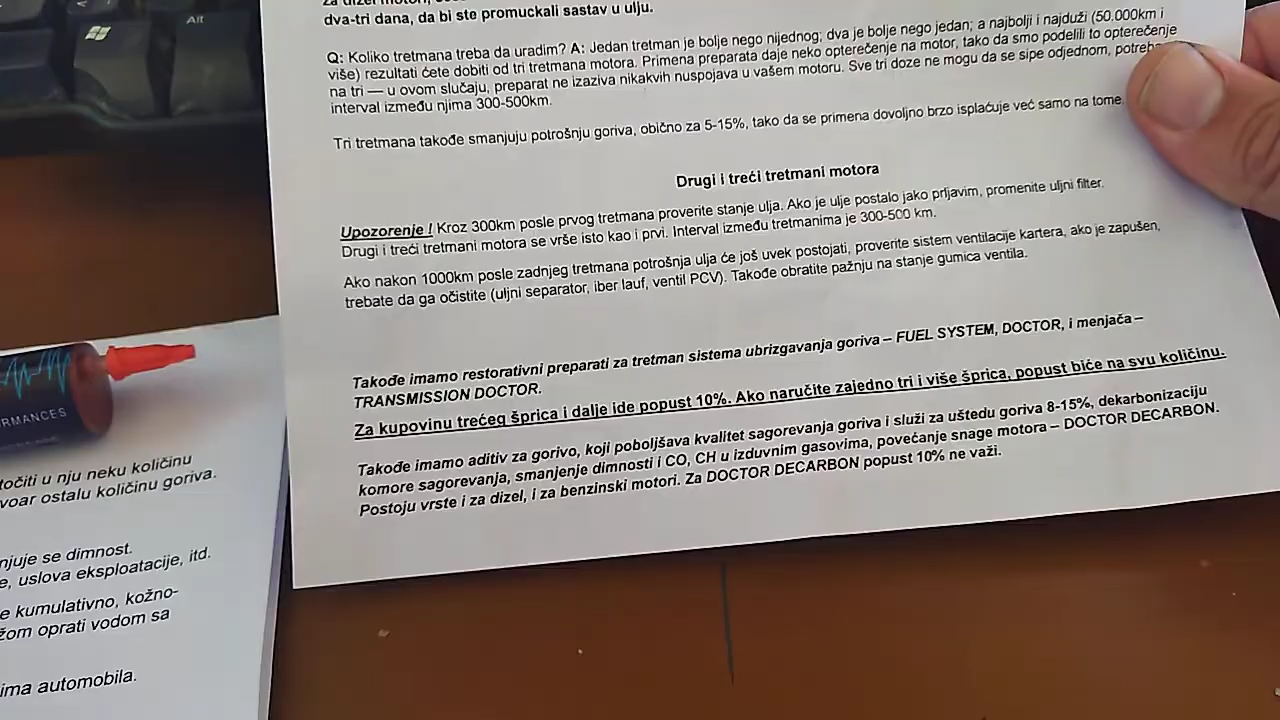 Alt
za dizel motori,
dva-tri dana, da bi ste promuckali sastav u ulju.
Q: Koliko tretmana treba da uradim? A: Jedan tretman je bolje nego nijednog; dva je bolje nego jedan; a najbolji i najduži (50.000km i
više) rezultati ćete dobiti od tri tretmana motora. Primena preparata daje neko opterečenje na motor, tako da smo podelili to opterečenje
na tri — u ovom slučaju, preparat ne izaziva nikakvih nuspojava u vašem motoru. Sve tri doze ne mogu da se sipe odjednom,
interval između njima 300-500km.
Tri tretmana takođe smanjuju potrošnju goriva, obično za 5-15%, tako da se primena dovoljno brzo isplaćuje već samo na tome.
Drugi i treći tretmani motora
Upozorenje ! Kroz 300km posle prvog tretmana proverite stanje ulja. Ako je ulje postalo jako prljavim, promenite uljni filter.
Drugi i treći tretmani motora se vrše isto kao i prvi. Interval između tretmanima je 300-500 km.
Ako nakon 1000km posle zadnjeg tretmana potrošnja ulja će još uvek postojati, proverite sistem ventilacije kartera, ako je zapušen,
trebate da ga očistite (uljni separator, iber lauf, ventil PCV). Takođe obratite pažnju na stanje gumica ventila.
Takođe imamo restorativni preparati za tretman sistema ubrizgavanja goriva – FUEL SYSTEM, DOCTOR, i menjača –
TRANSMISSION DOCTOR.
Za kupovinu trećeg šprica i dalje ide popust 10%. Ako naručite zajedno tri i više šprica, popust biće na svu količinu.
Takođe imamo aditiv za gorivo, koji poboljšava kvalitet sagorevanja goriva i služi za uštedu goriva 8-15%, dekarbonizaciju
komore sagorevanja, smanjenje dimnosti i CO, CH u izduvnim gasovima, povećanje snage motora – DOCTOR DECARBON.
Postoju vrste i za dizel, i za benzinski motori. Za DOCTOR DECARBON popust 10% ne važi.
RMANCES
točiti u nju neku količinu
voar ostalu količinu goriva.
njuje se dimnost.
e, uslova eksploatacije, itd.
e kumulativno, kožno-
žom oprati vodom sa
ima automobila.